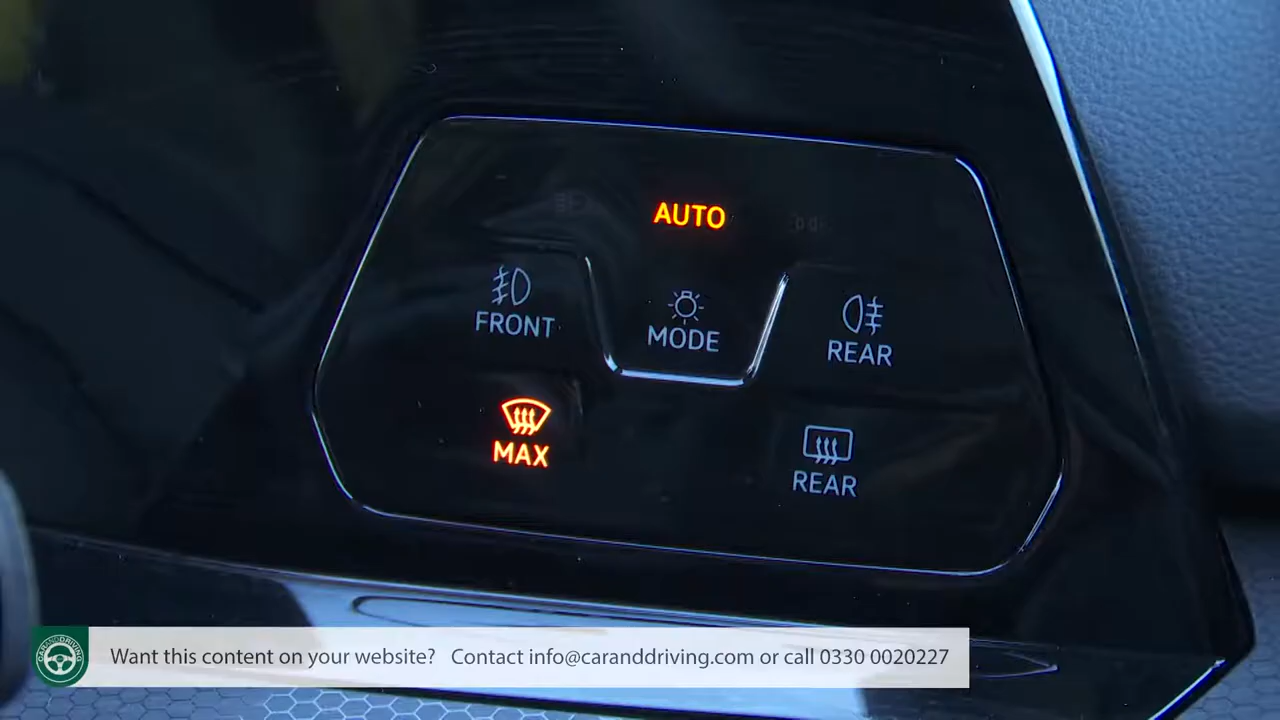 AUTO
FRONT
MODE
REAR
MAX
REAR
CARANDDRIVING
Want this content on your website? Contact info@caranddriving.com or call 0330 0020227